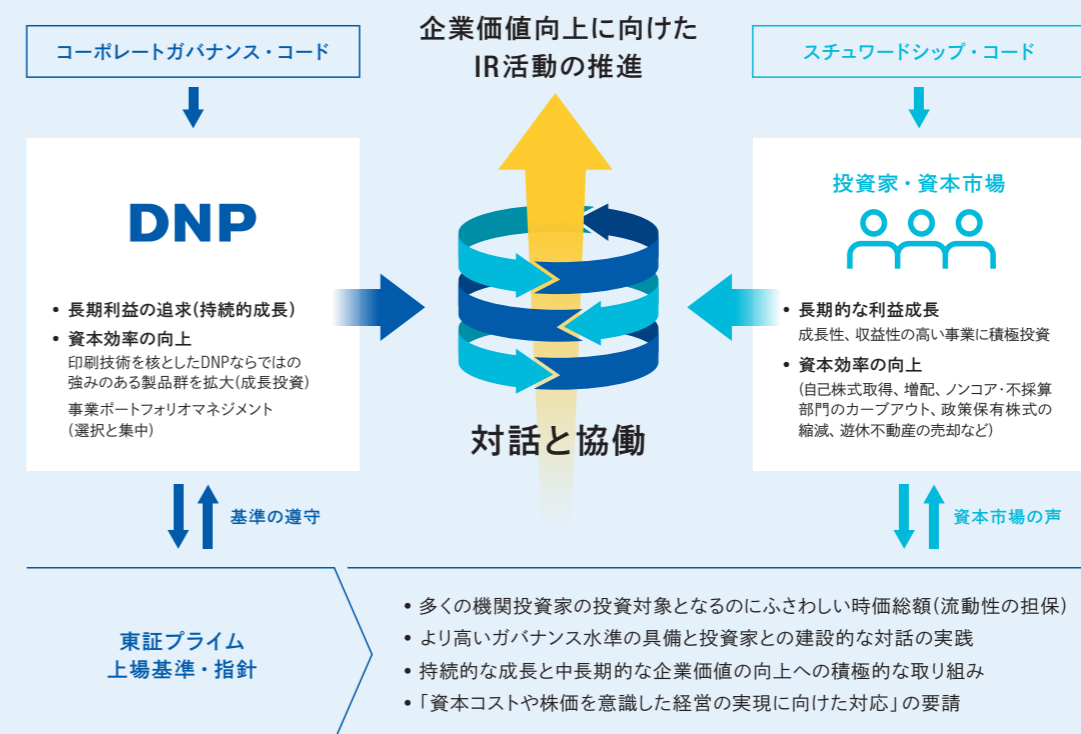 企業価値向上に向けた
IR活動の推進
コーポレートガバナンス・コード
スチュワードシップ・コード
DNP
• 長期利益の追求(持続的成長)
• 資本効率の向上
印刷技術を核としたDNPならではの
強みのある製品群を拡大(成長投資)
事業ポートフォリオマネジメント
(選択と集中)
対話と協働
投資家・資本市場
• 長期的な利益成長
成長性、収益性の高い事業に積極投資
• 資本効率の向上
(自己株式取得、増配、ノンコア・不採算
部門のカーブアウト、政策保有株式の
縮減、遊休不動産の売却など)
基準の遵守
資本市場の声
東証プライム
上場基準・指針
• 多くの機関投資家の投資対象となるのにふさわしい時価総額(流動性の担保)
• より高いガバナンス水準の具備と投資家との建設的な対話の実践
• 持続的な成長と中長期的な企業価値の向上への積極的な取り組み
• 「資本コストや株価を意識した経営の実現に向けた対応」の要請